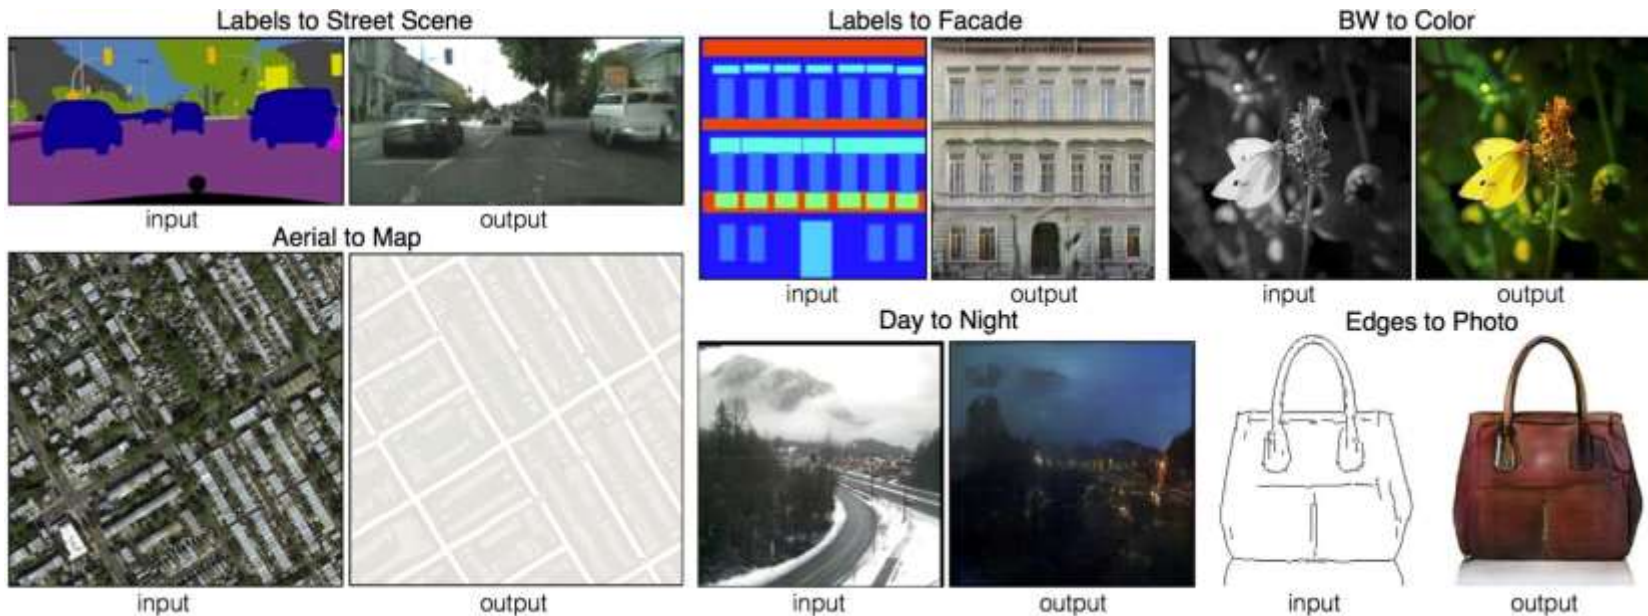 Labels to Street Scene
input
output
Aerial to Map
input
output
Labels to Facade
input
output
BW to Color
input
output
Day to Night
input
output
Edges to Photo
input
output